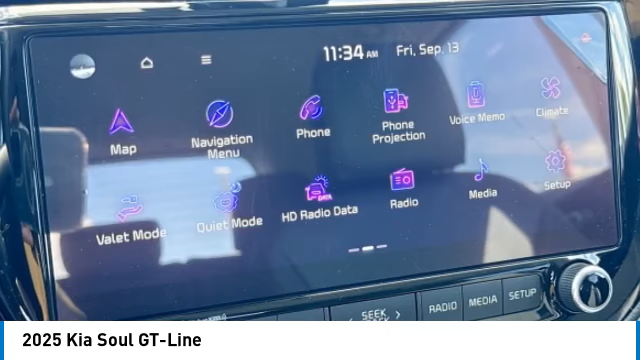 11:34 AM Fri, Sep, 13
Map
Navigation
Menu
Phone
Phone
Projection
Voice Memo
Climate
Valet Mode
Quiet Mode
HD Radio Data
Radio
Media
Setup
DATA
SEEK
RADIO
MEDIA
SETUP
2025 Kia Soul GT-Line